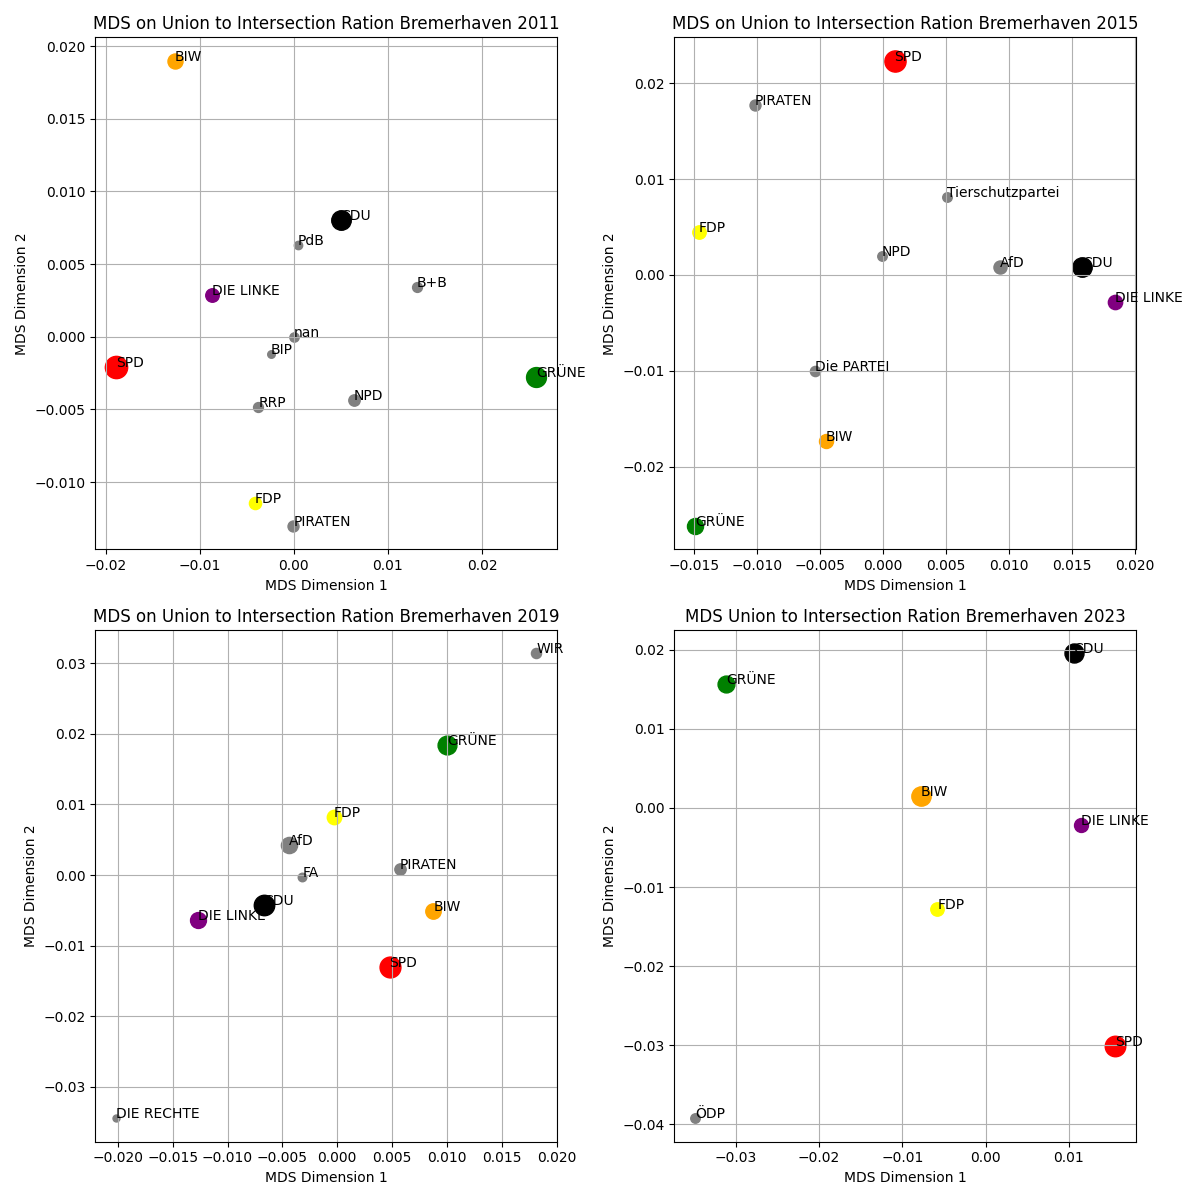 MDS on Union to Intersection Ration Bremerhaven 2011
0.020
0.015
0.010
0.005
0.000
−0.005
−0.010
MDS Dimension 2
BIW
CDU
PdB
B+B
DIE LINKE
nan
BIP
SPD
GRÜNE
NPD
RRP
FDP
PIRATEN
−0.02
−0.01
0.00
0.01
0.02
MDS Dimension 1
MDS on Union to Intersection Ration Bremerhaven 2015
0.02
0.01
0.00
−0.01
−0.02
MDS Dimension 2
SPD
PIRATEN
Tierschutzpartei
FDP
NPD
AfD
CDU
DIE LINKE
Die PARTEI
BIW
GRÜNE
−0.015
−0.010
−0.005
0.000
0.005
0.010
0.015
0.020
MDS Dimension 1
MDS on Union to Intersection Ration Bremerhaven 2019
0.03
0.02
0.01
0.00
−0.01
−0.02
−0.03
MDS Dimension 2
WIR
GRÜNE
FDP
AfD
PIRATEN
FA
CDU
BIW
DIE LINKE
SPD
DIE RECHTE
−0.020
−0.015
−0.010
−0.005
0.000
0.005
0.010
0.015
0.020
MDS Dimension 1
MDS Union to Intersection Ration Bremerhaven 2023
0.02
0.01
0.00
−0.01
−0.02
−0.03
−0.04
MDS Dimension 2
CDU
GRÜNE
BIW
DIE LINKE
FDP
SPD
ÖDP
−0.03
−0.02
−0.01
0.00
0.01
MDS Dimension 1